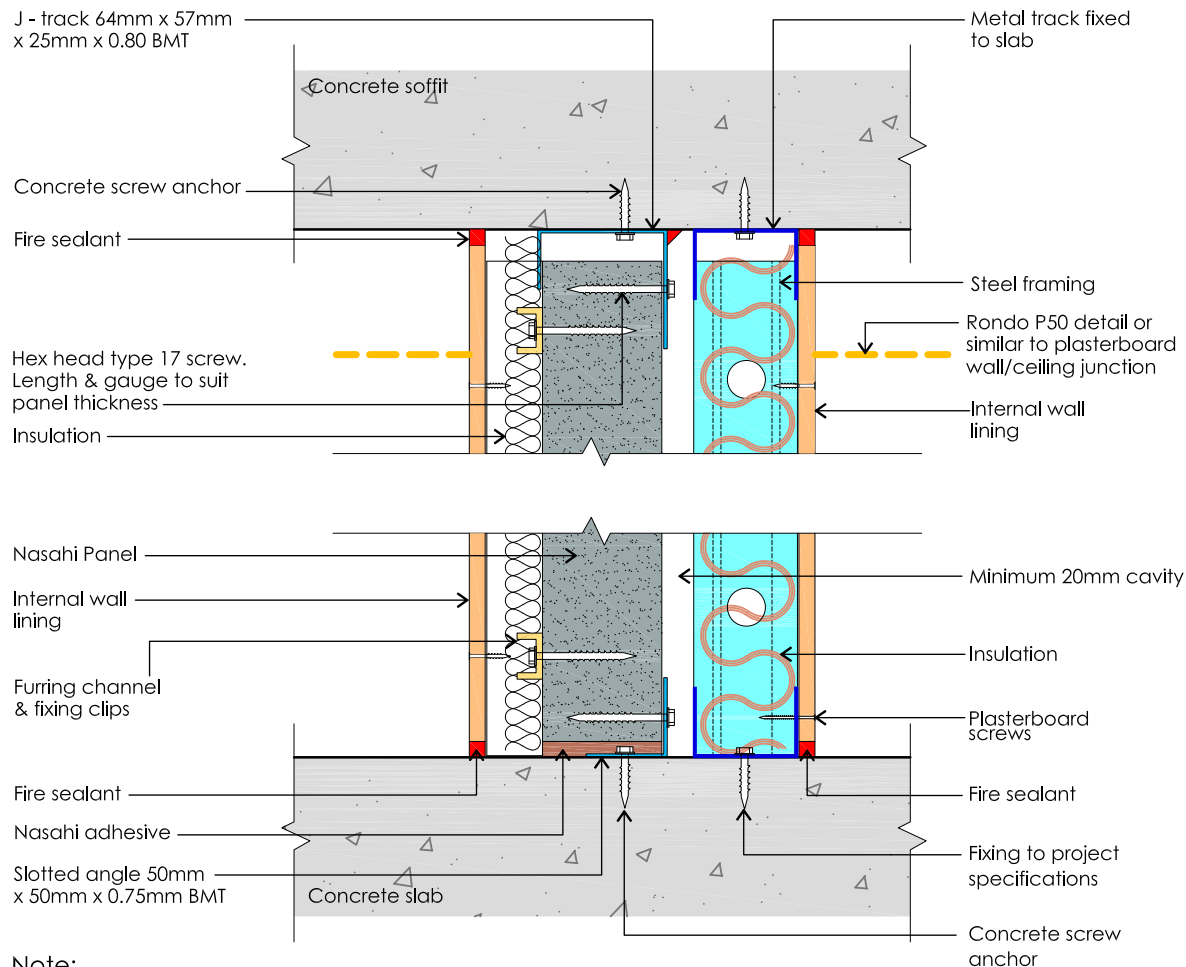 J - track 64mm x 57mm
x 25mm x 0.80 BMT
Metal track fixed
to slab
Concrete soffit
Concrete screw anchor
Fire sealant
Steel framing
Rondo P50 detail or
similar to plasterboard
wall/ceiling junction
Hex head type 17 screw.
Length & gauge to suit
panel thickness
Insulation
Internal wall
lining
Nasahi Panel
Internal wall
lining
Furring channel
& fixing clips
Minimum 20mm cavity
Insulation
Plasterboard
screws
Fire sealant
Nasahi adhesive
Slotted angle 50mm
x 50mm x 0.75mm BMT
Concrete slab
Fire sealant
Fixing to project
specifications
Concrete screw
anchor
Note: